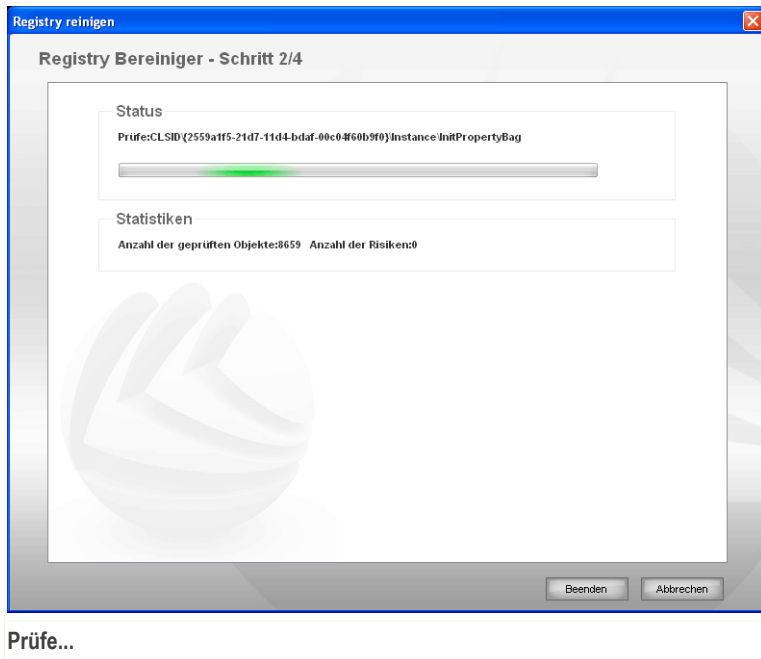 Registry reinigen
Registry Bereiniger - Schritt 2/4
Status
Prüfe:CLSID\{2559a1f5-21d7-11d4-bdaf-00c04f60b9f0}\Instance\InitPropertyBag
Statistiken
Anzahl der geprüften Objekte:8659 Anzahl der Risiken:0
Beenden Abbrechen
Prüfe...